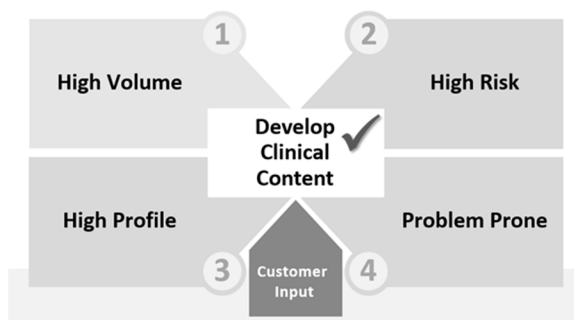 1
2
High Volume
High Risk
Develop
Clinical
Content
High Profile
Problem Prone
3
4
Customer
Input